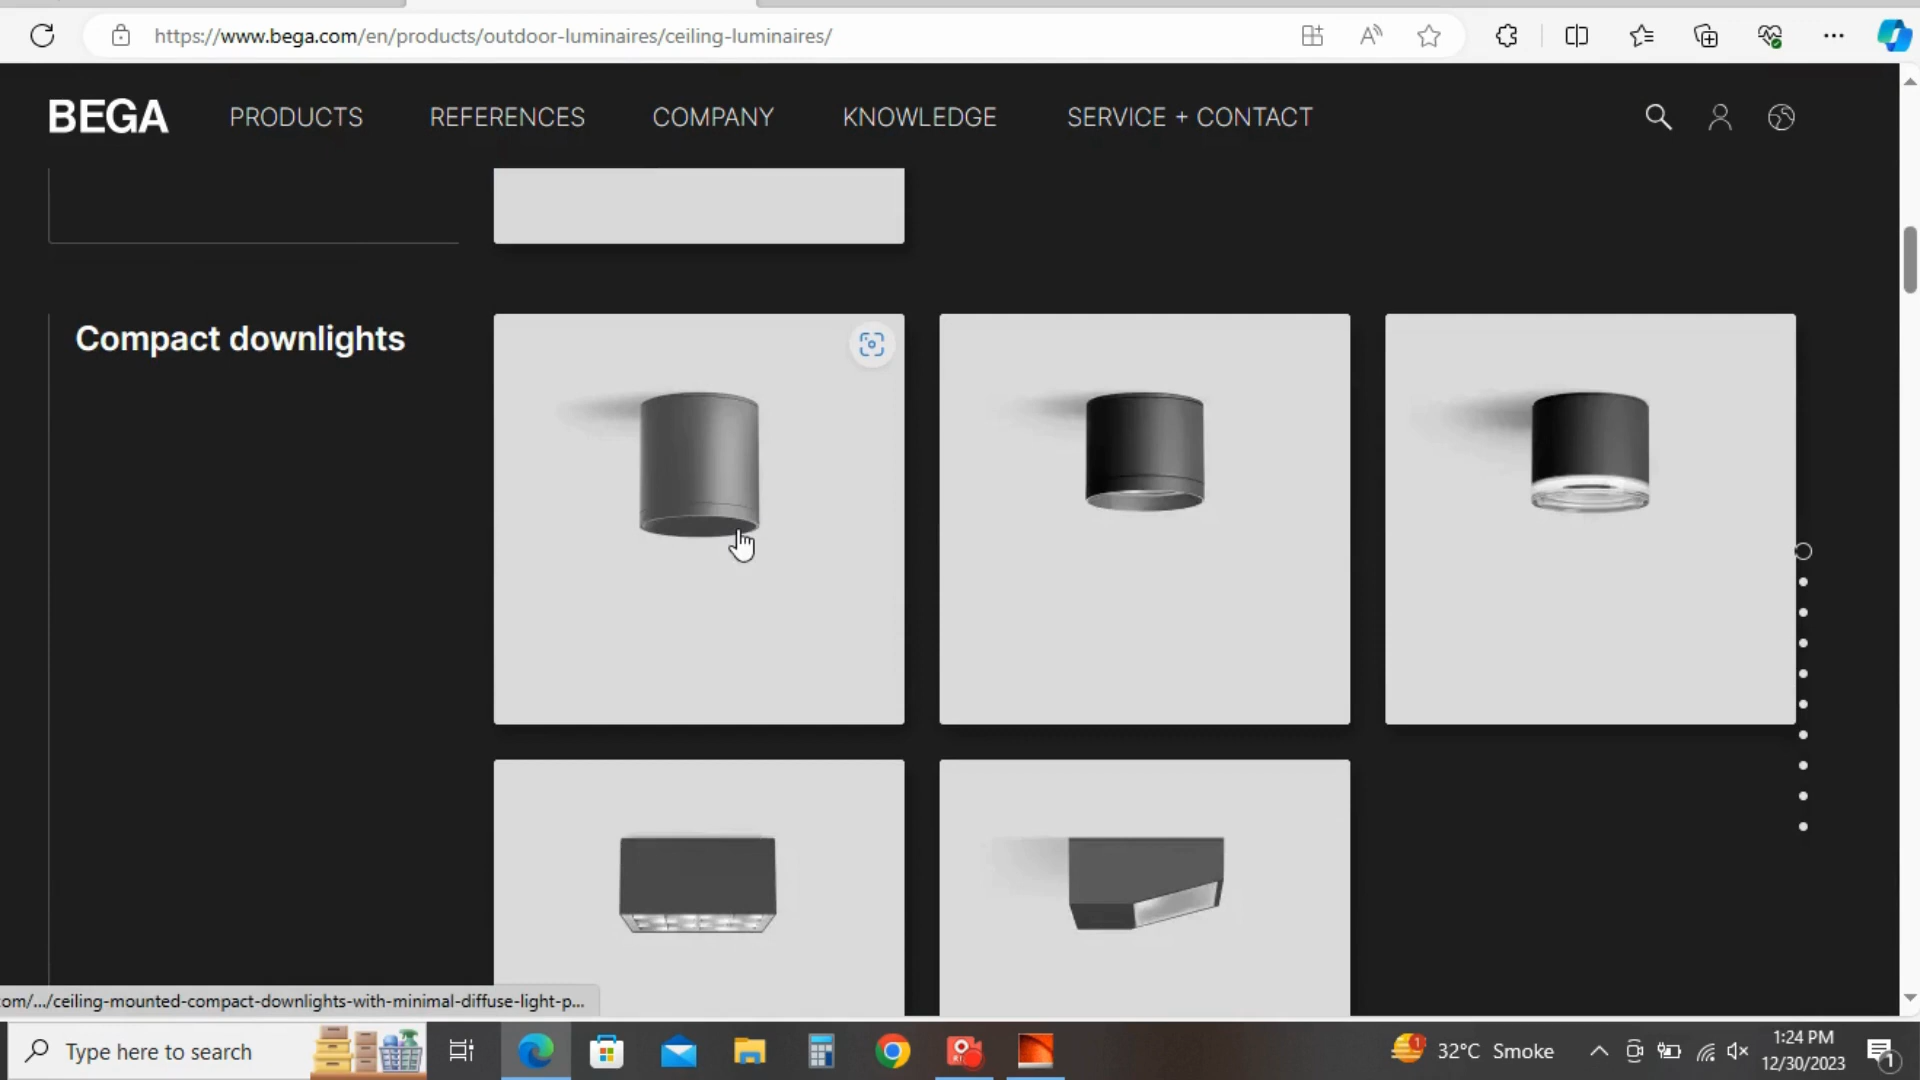 https://www.bega.com/en/products/outdoor-luminaires/ceiling-luminaires/
BEGA PRODUCTS REFERENCES COMPANY KNOWLEDGE SERVICE + CONTACT
Compact downlights
com/.../ceiling-mounted-compact-downlights-with-minimal-diffuse-light-p...
Type here to search
32°C Smoke
1:24 PM
12/30/2023